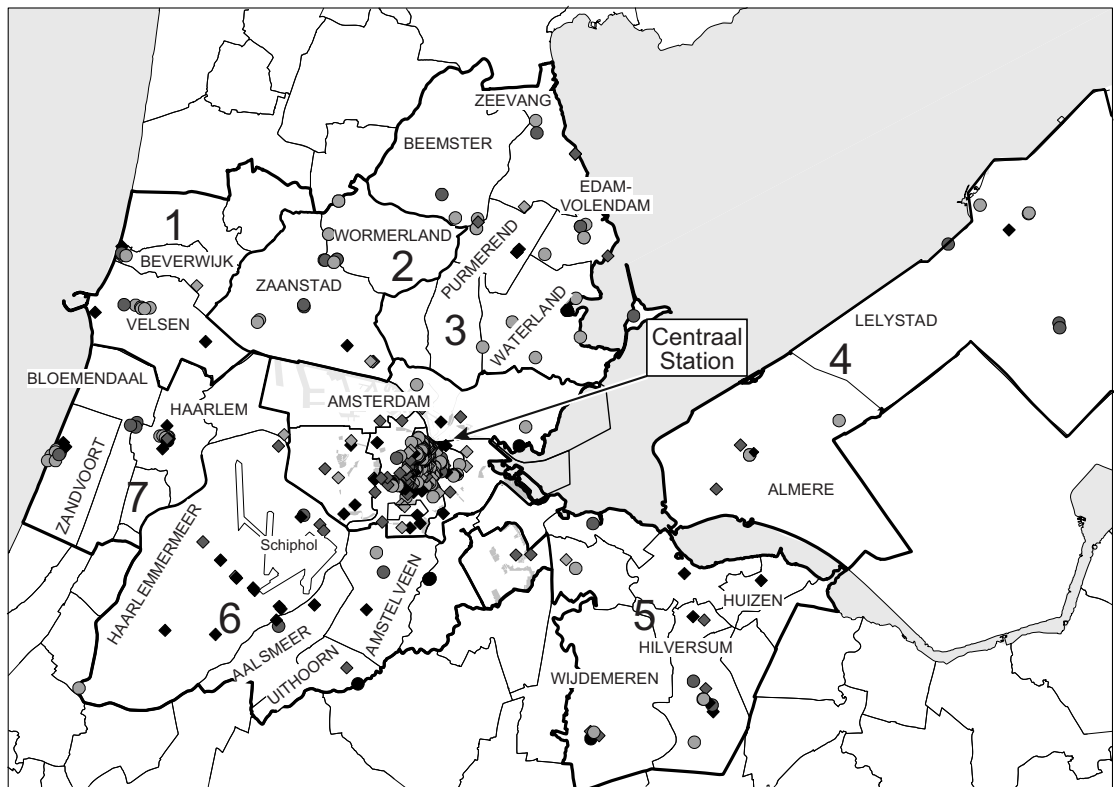 ZEEVANG
BEEMSTER
EDAM-
VOLENDAM
1
WORMERLAND
2
PURMEREND
BEVERWIJK
ZAANSTAD
3
WATERLAND
VELSEN
LELYSTAD
Centraal
Station
4
BLOEMENDAAL
HAARLEM
AMSTERDAM
ZANDVOORT
7
ALMERE
HAARLEMMERMEER
Schiphol
6
AALSMEER
UITHOORN
AMSTELVEEN
5
HUIZEN
HILVERSUM
WIJDEMEREN